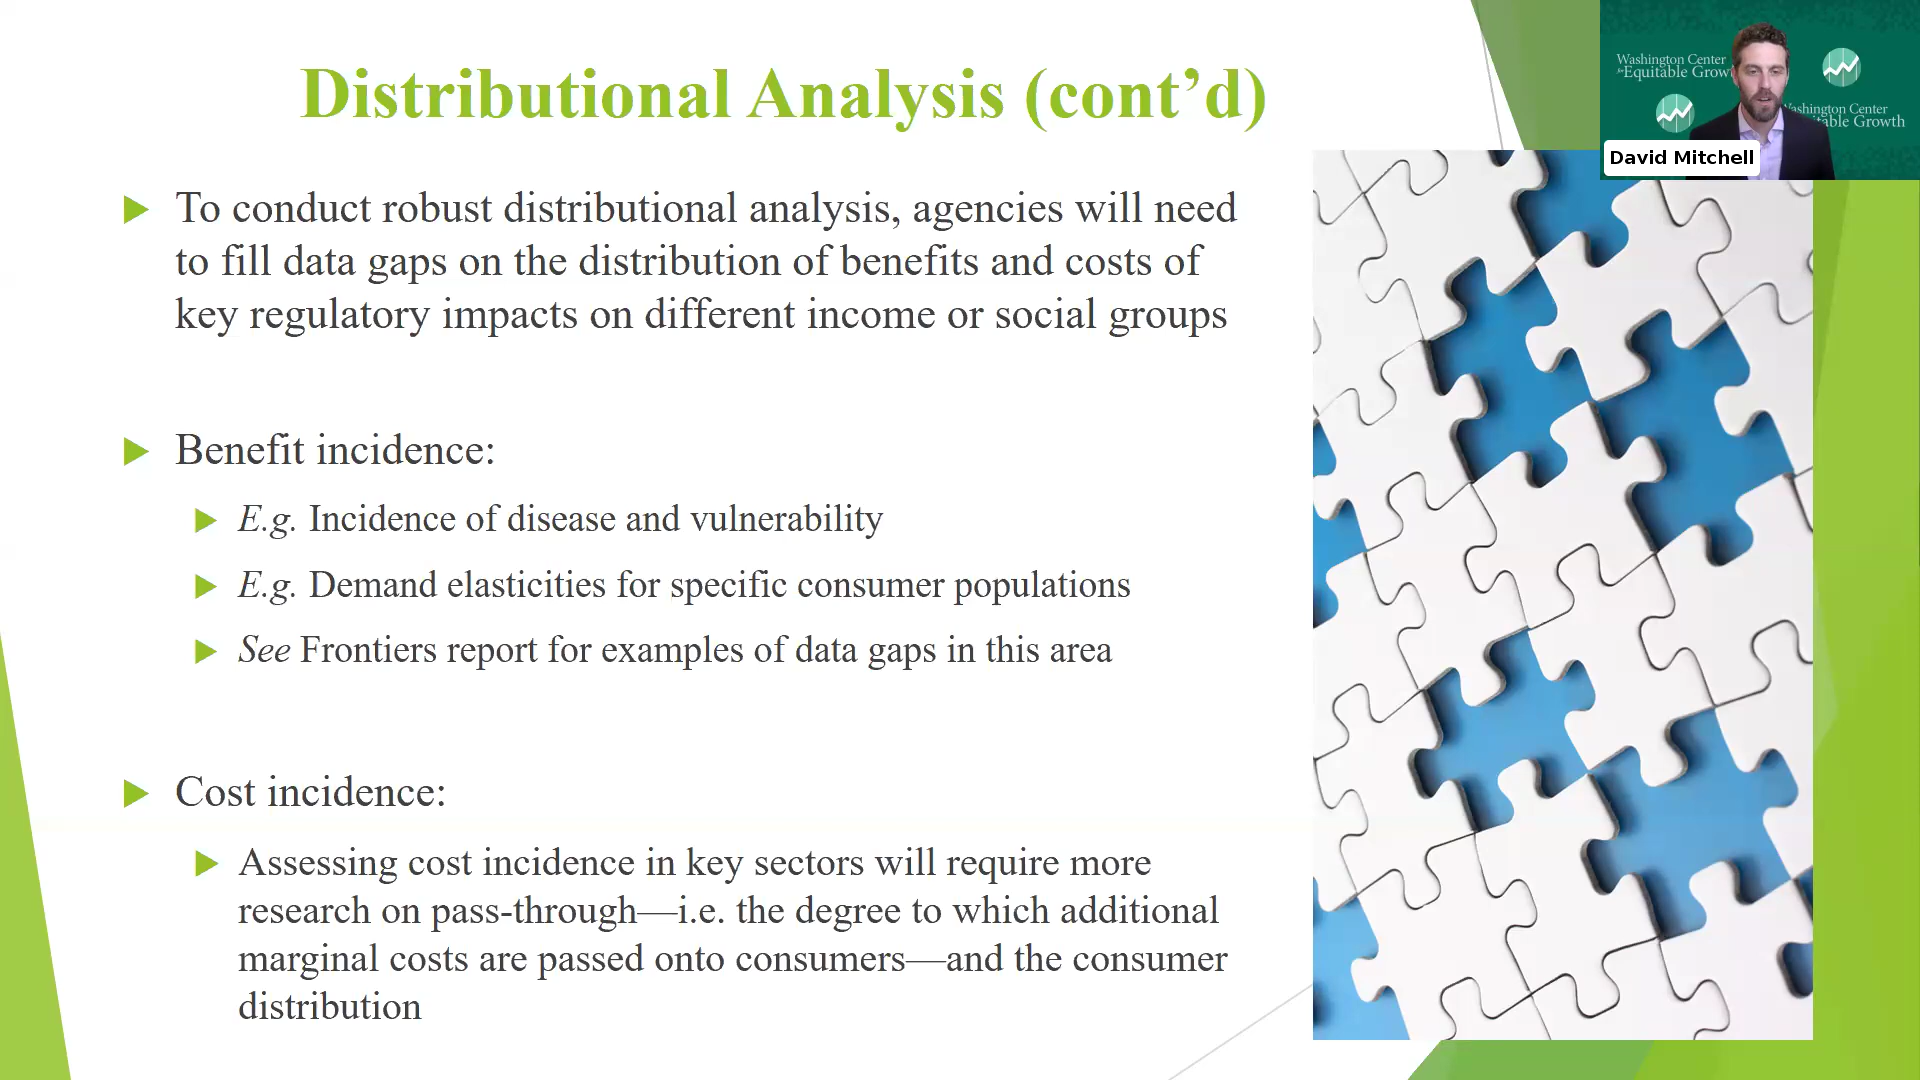 Distributional Analysis (cont’d)
To conduct robust distributional analysis, agencies will need
to fill data gaps on the distribution of benefits and costs of
key regulatory impacts on different income or social groups
Benefit incidence:
E.g. Incidence of disease and vulnerability
E.g. Demand elasticities for specific consumer populations
See Frontiers report for examples of data gaps in this area
Cost incidence:
Assessing cost incidence in key sectors will require more
research on pass-through—i.e. the degree to which additional
marginal costs are passed onto consumers—and the consumer
distribution
Washington Center
for Equitable Grow
Washington Center
itable Growth
David Mitchell